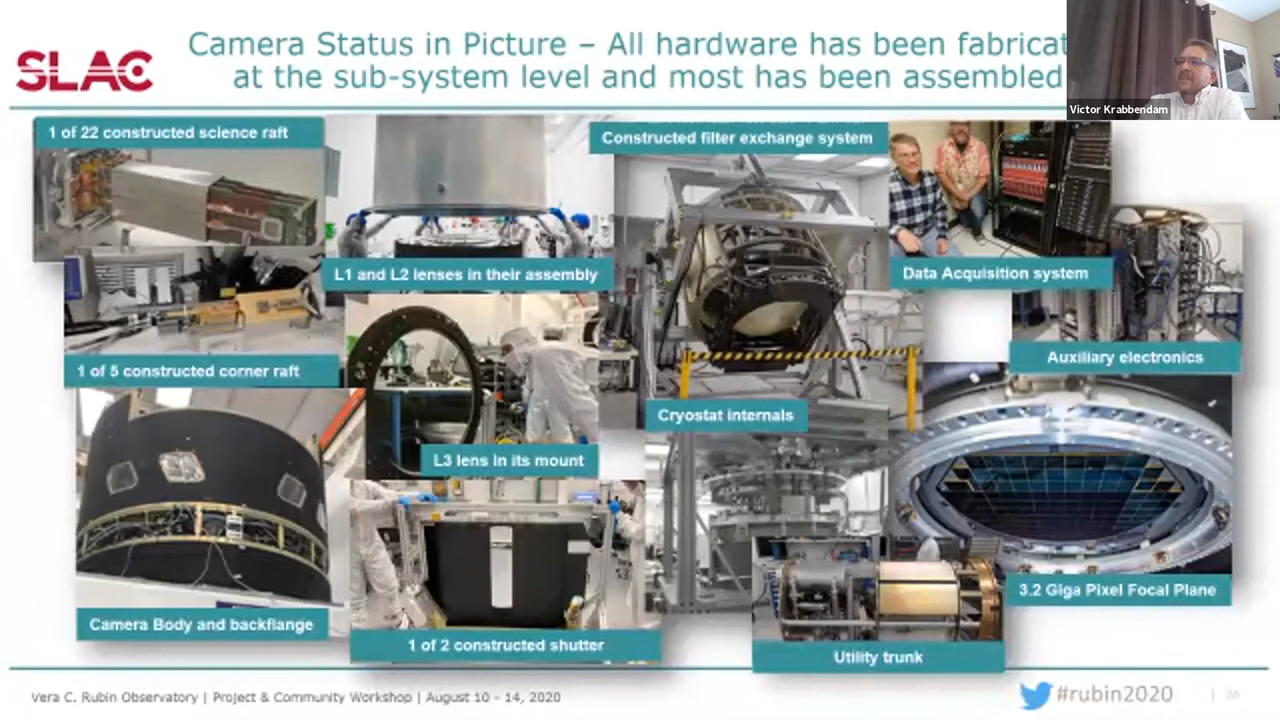 SLAC
Camera Status in Picture – All hardware has been fabricat
at the sub-system level and most has been assembled
Victor Krabbendam
1 of 22 constructed science raft
Constructed filter exchange system
L1 and L2 lenses in their assembly
Data Acquisition system
1 of 5 constructed corner raft
Auxiliary electronics
Cryostat internals
L3 lens in its mount
3.2 Giga Pixel Focal Plane
Camera Body and backflange
1 of 2 constructed shutter
Utility trunk
Vera C. Rubin Observatory | Project & Community Workshop | August 10 - 14, 2020
#rubin2020 | 26